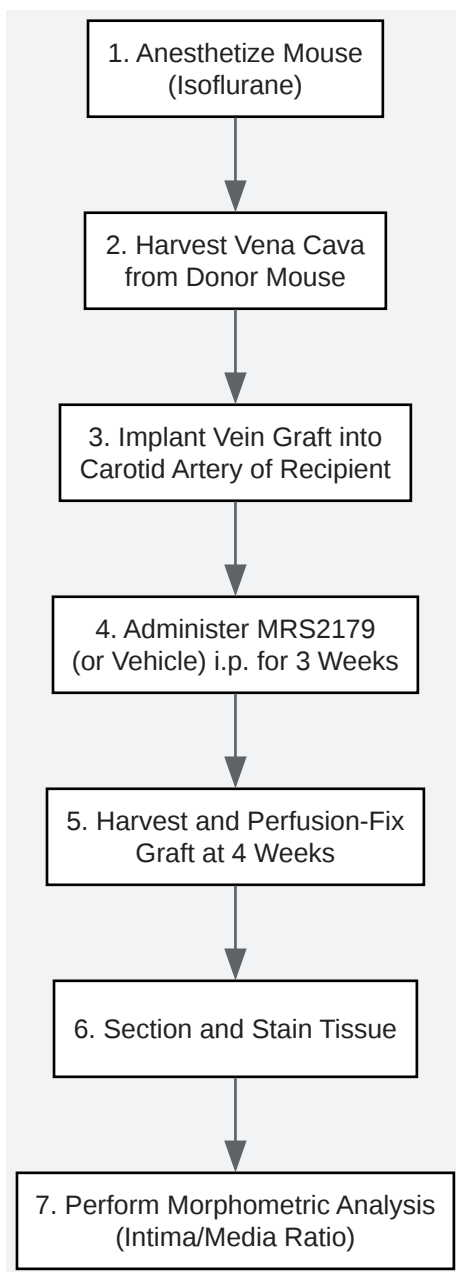 1. Anesthetize Mouse
(Isoflurane)
2. Harvest Vena Cava
from Donor Mouse
3. Implant Vein Graft into
Carotid Artery of Recipient
4. Administer MRS2179
(or Vehicle) i.p. for 3 Weeks
5. Harvest and Perfusion-Fix
Graft at 4 Weeks
6. Section and Stain Tissue
7. Perform Morphometric Analysis
(Intima/Media Ratio)